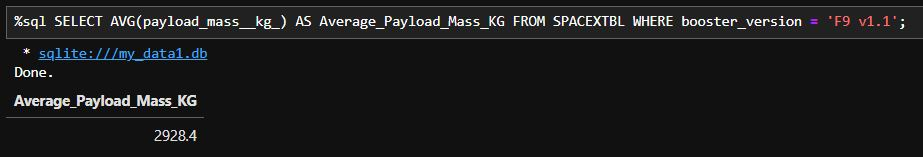 %sql SELECT AVG(payload_mass__kg_) AS Average_Payload_Mass_KG FROM SPACEXTBL WHERE booster_version = 'F9 v1.1';
* sqlite:///my_data1.db
Done.
Average_Payload_Mass_KG
2928.4